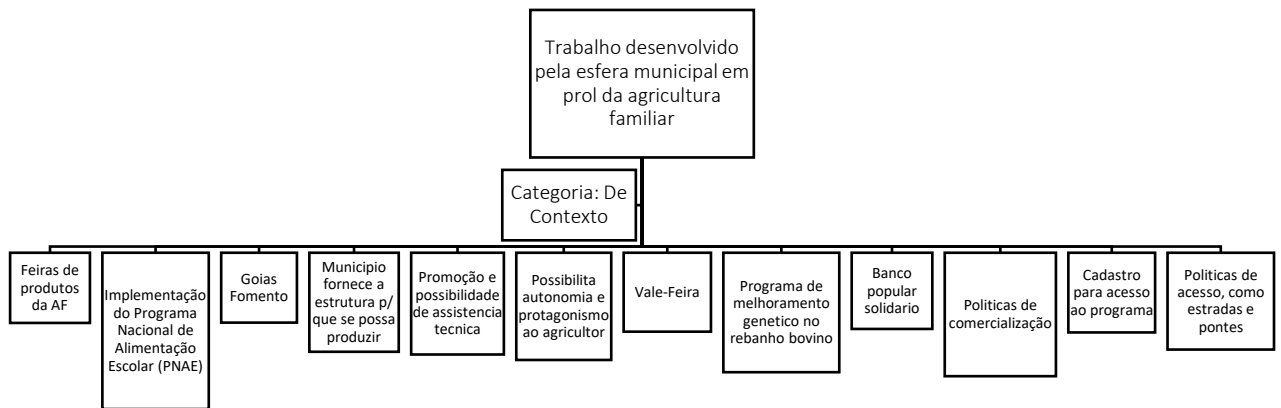 Trabalho desenvolvido
pela esfera municipal em
prol da agricultura
familiar
Categoria: De
Contexto
Feiras de
produtos
da AF
Implementação
do Programa
Nacional de
Alimentação
Escolar (PNAE)
Goias
Fomento
Municipio
fornece a
estrutura p/
que se possa
produzir
Promoção e
possibilidade
de assistencia
tecnica
Possibilita
autonomia e
protagonismo
ao agricultor
Vale-Feira
Programa de
melhoramento
genetico no
rebanho bovino
Banco
popular
solidario
Politicas de
comercialização
Cadastro
para acesso
ao programa
Politicas de
acesso, como
estradas e
pontes